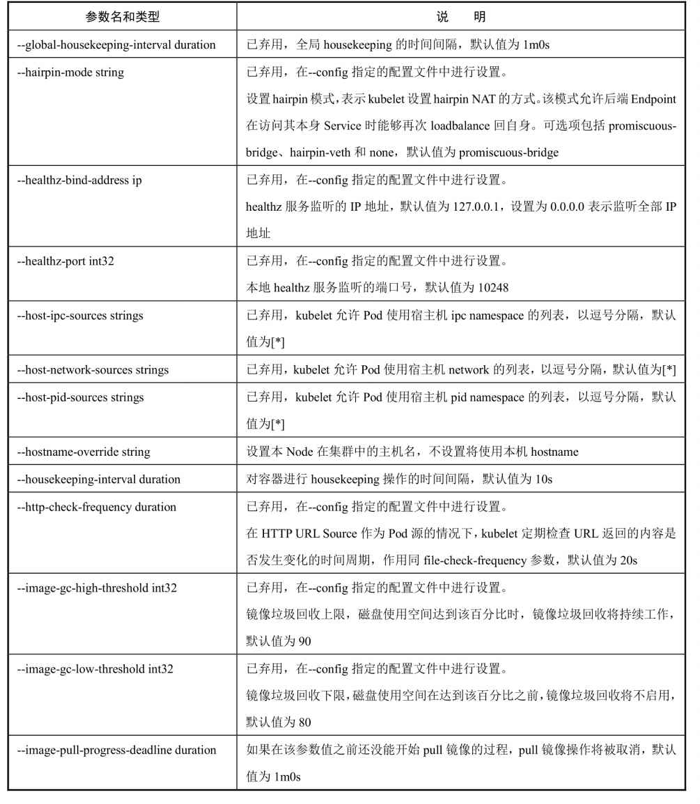 参数名和类型 说 明
--global-housekeeping-interval duration 已弃用，全局 housekeeping 的时间间隔，默认值为 1m0s
--hairpin-mode string 已弃用，在--config 指定的配置文件中进行设置。
设置 hairpin 模式，表示 kubelet 设置 hairpin NAT 的方式。该模式允许后端 Endpoint
在访问其本身 Service 时能够再次 loadbalance 回自身。可选项包括 promiscuous-
bridge、hairpin-veth 和 none，默认值为 promiscuous-bridge
--healthz-bind-address ip 已弃用，在--config 指定的配置文件中进行设置。
healthz 服务监听的 IP 地址，默认值为 127.0.0.1，设置为 0.0.0.0 表示监听全部 IP
地址
--healthz-port int32 已弃用，在--config 指定的配置文件中进行设置。
本地 healthz 服务监听的端口号，默认值为 10248
--host-ipc-sources strings 已弃用，kubelet 允许 Pod 使用宿主机 ipc namespace 的列表，以逗号分隔，默认
值为[*]
--host-network-sources strings 已弃用，kubelet 允许 Pod 使用宿主机 network 的列表，以逗号分隔，默认值为[*]
--host-pid-sources strings 已弃用，kubelet 允许 Pod 使用宿主机 pid namespace 的列表，以逗号分隔，默认
值为[*]
--hostname-override string 设置本 Node 在集群中的主机名，不设置将使用本机 hostname
--housekeeping-interval duration 对容器进行 housekeeping 操作的时间间隔，默认值为 10s
--http-check-frequency duration 已弃用，在--config 指定的配置文件中进行设置。
在 HTTP URL Source 作为 Pod 源的情况下，kubelet 定期检查 URL 返回的内容是
否发生变化的时间周期，作用同 file-check-frequency 参数，默认值为 20s
--image-gc-high-threshold int32 已弃用，在--config 指定的配置文件中进行设置。
镜像垃圾回收上限，磁盘使用空间达到该百分比时，镜像垃圾回收将持续工作，
默认值为 90
--image-gc-low-threshold int32 已弃用，在--config 指定的配置文件中进行设置。
镜像垃圾回收下限，磁盘使用空间在达到该百分比之前，镜像垃圾回收将不启用，
默认值为 80
--image-pull-progress-deadline duration 如果在该参数值之前还没能开始 pull 镜像的过程，pull 镜像操作将被取消，默认
值为 1m0s